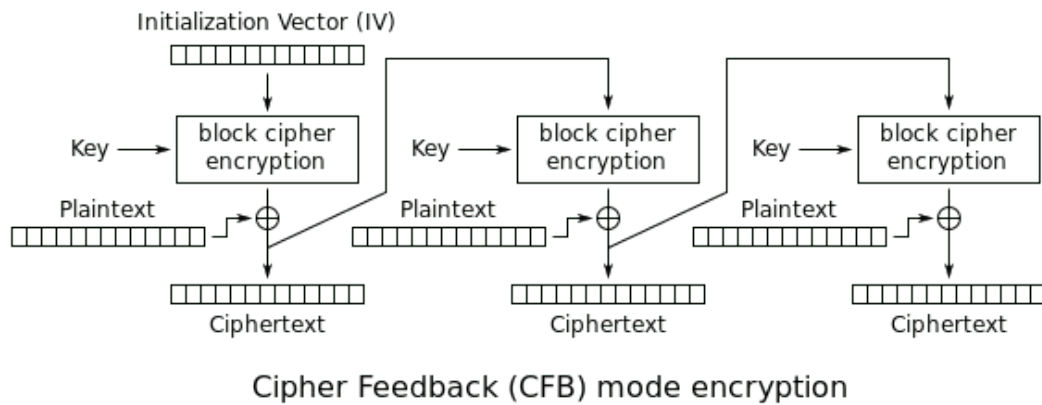 Initialization Vector (IV)
Key
block cipher
encryption
Key
block cipher
encryption
Key
block cipher
encryption
Plaintext
Plaintext
Plaintext
Ciphertext
Ciphertext
Ciphertext
Cipher Feedback (CFB) mode encryption